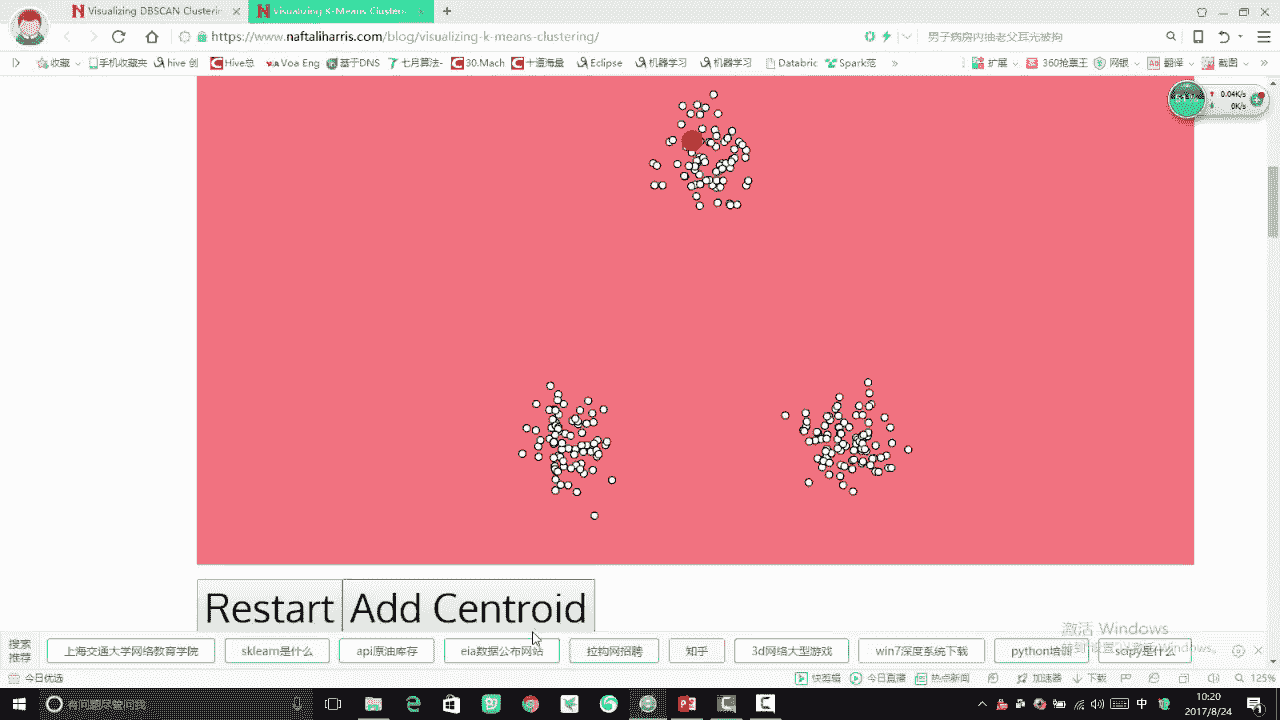 Visualizing DBSCAN Clusterin
Visualizing K-Means Cluster
https://www.naftaliharris.com/blog/visualizing-k-means-clustering/
男子病房内抽老父耳光被拘
收藏 手机收藏夹 hive 创 Hive总 Voa Eng 基于DNS 七月算法- 30.Mach 十道海量 Eclipse 机器学习 机器学习 Databric Spark范 » 扩展 360抢票王 网银 翻译 截图 »
0.04K/s
0K/s
Restart Add Centroid
激活 Windows
搜索
推荐
上海交通大学网络教育学院 sklearn是什么 api原油库存 eia数据公布网站 拉构网招聘 知乎 3d网络大型游戏 win7深度系统下载 python培训 scipy是什么
今日优选 快剪辑 今日直播 热点新闻 加速器 下载 125%
中
10:20
2017/8/24